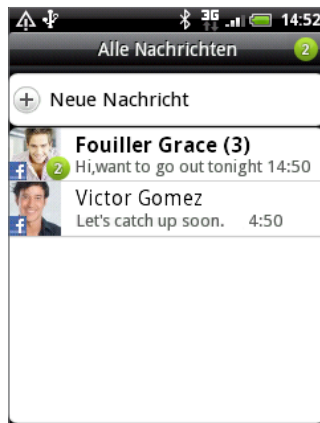 3G 14:52
Alle Nachrichten 2
Neue Nachricht
Fouiller Grace (3)
f 2 Hi,want to go out tonight 14:50
Victor Gomez
f Let's catch up soon. 4:50